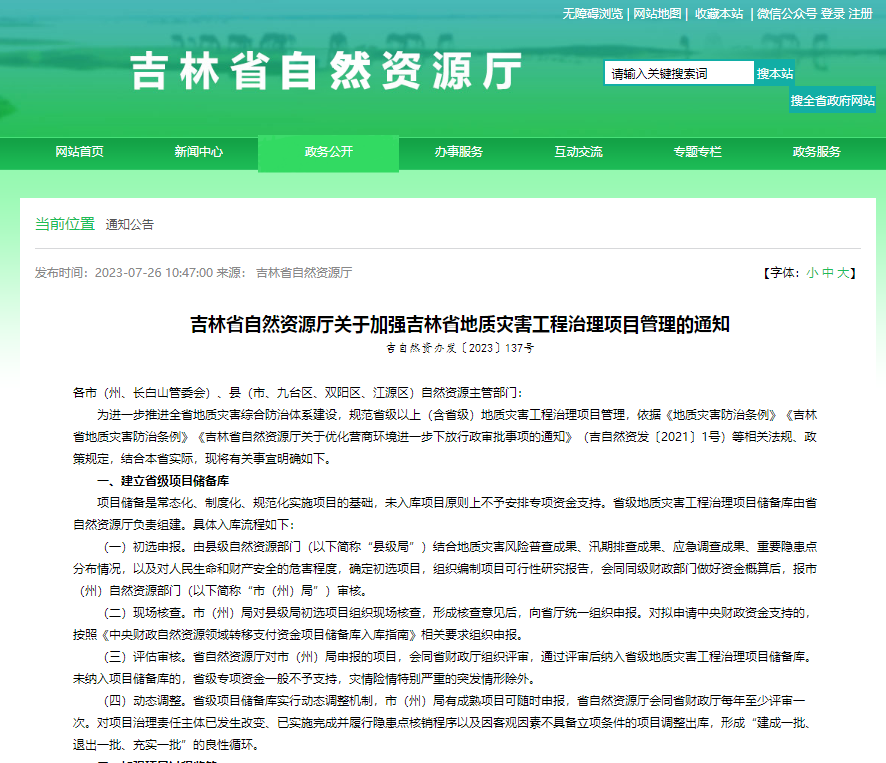 无障碍浏览 | 网站地图 | 收藏本站 | 微信公众号 登录 注册
吉林省自然资源厅
请输入关键搜索词 搜本站
搜全省政府网站
网站首页 新闻中心 政务公开 办事服务 互动交流 专题专栏 政务服务
当前位置 通知公告
发布时间：2023-07-26 10:47:00 来源： 吉林省自然资源厅 【字体：小 中 大】
吉林省自然资源厅关于加强吉林省地质灾害工程治理项目管理的通知
吉自然资办发〔2023〕137号
各市（州、长白山管委会）、县（市、九台区、双阳区、江源区）自然资源主管部门：
为进一步推进全省地质灾害综合防治体系建设，规范省级以上（含省级）地质灾害工程治理项目管理，依据《地质灾害防治条例》《吉林
省地质灾害防治条例》《吉林省自然资源厅关于优化营商环境进一步下放行政审批事项的通知》（吉自然资发〔2021〕1号）等相关法规、政
策规定，结合本省实际，现将有关事宜明确如下。
一、建立省级项目储备库
项目储备是常态化、制度化、规范化实施项目的基础，未入库项目原则上不予安排专项资金支持。省级地质灾害工程治理项目储备库由省
自然资源厅负责组建。具体入库流程如下：
（一）初选申报。由县级自然资源部门（以下简称“县级局”）结合地质灾害风险普查成果、汛期排查成果、应急调查成果、重要隐患点
分布情况，以及对人民生命和财产安全的危害程度，确定初选项目，组织编制项目可行性研究报告，会同同级财政部门做好资金概算后，报市
（州）自然资源部门（以下简称“市（州）局”）审核。
（二）现场核查。市（州）局对县级局初选项目组织现场核查，形成核查意见后，向省厅统一组织申报。对拟申请中央财政资金支持的，
按照《中央财政自然资源领域转移支付资金项目储备库入库指南》相关要求组织申报。
（三）评估审核。省自然资源厅对市（州）局申报的项目，会同省财政厅组织评审，通过评审后纳入省级地质灾害工程治理项目储备库。
未纳入项目储备库的，省级专项资金一般不予支持，灾情险情特别严重的突发情形除外。
（四）动态调整。省级项目储备库实行动态调整机制，市（州）局有成熟项目可随时申报，省自然资源厅会同省财政厅每年至少评审一
次。对项目治理责任主体已发生改变、已实施完成并履行隐患点核销程序以及因客观因素不具备立项条件的项目调整出库，形成“建成一批、
退出一批、充实一批”的良性循环。